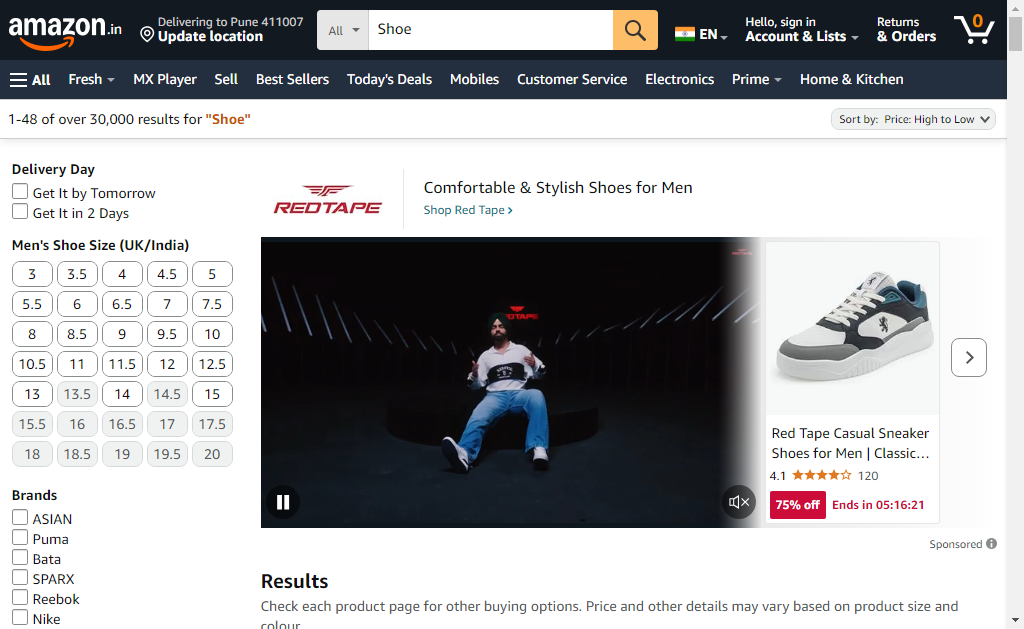 amazon.in
Delivering to Pune 411007
Update location
All
Shoe
EN
Hello, sign in
Account & Lists
Returns
& Orders
0
All
Fresh
MX Player
Sell
Best Sellers
Today's Deals
Mobiles
Customer Service
Electronics
Prime
Home & Kitchen
1-48 of over 30,000 results for "Shoe"
Sort by: Price: High to Low
Delivery Day
Get It by Tomorrow
Get It in 2 Days
Men's Shoe Size (UK/India)
3 3.5 4 4.5 5
5.5 6 6.5 7 7.5
8 8.5 9 9.5 10
10.5 11 11.5 12 12.5
13 13.5 14 14.5 15
15.5 16 16.5 17 17.5
18 18.5 19 19.5 20
Brands
ASIAN
Puma
Bata
SPARX
Reebok
Nike
REDTAPE
Comfortable & Stylish Shoes for Men
Shop Red Tape
Red Tape Casual Sneaker
Shoes for Men | Classic…
4.1
120
75% off
Ends in 05:16:21
Sponsored
Results
Check each product page for other buying options. Price and other details may vary based on product size and
colour.